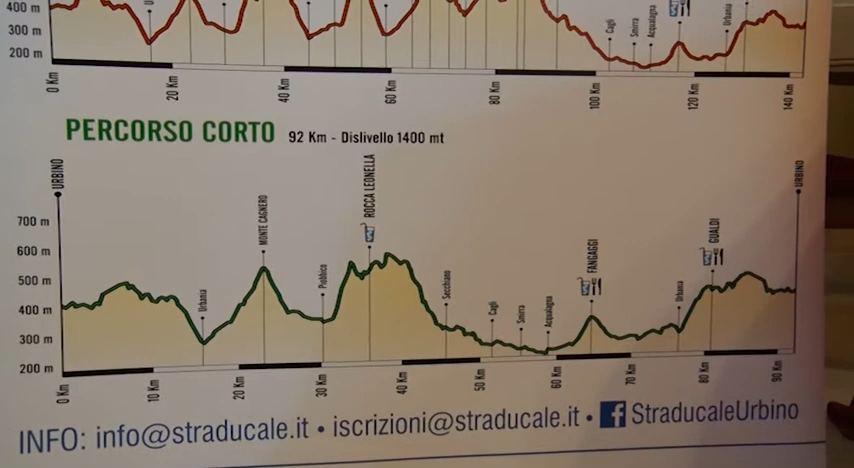 400 m
300 m
200 m
Cagli
Smirra
Acqualagna
Urbania
0 Km
20 Km
40 Km
60 Km
80 Km
100 Km
120 Km
140 Km
PERCORSO CORTO 92 Km - Dislivello 1400 mt
URBINO
MONTE CAGNERO
ROCCA LEONELLA
URBINO
700 m
600 m
500 m
400 m
300 m
200 m
Urbania
Piobbico
Secchiano
Cagli
Smirra
Acqualagna
FANGAGGI
Urbania
GUALDI
0 Km
10 Km
20 Km
30 Km
40 Km
50 Km
60 Km
70 Km
80 Km
90 Km
INFO: info@straducale.it • iscrizioni@straducale.it • f StraducaleUrbino